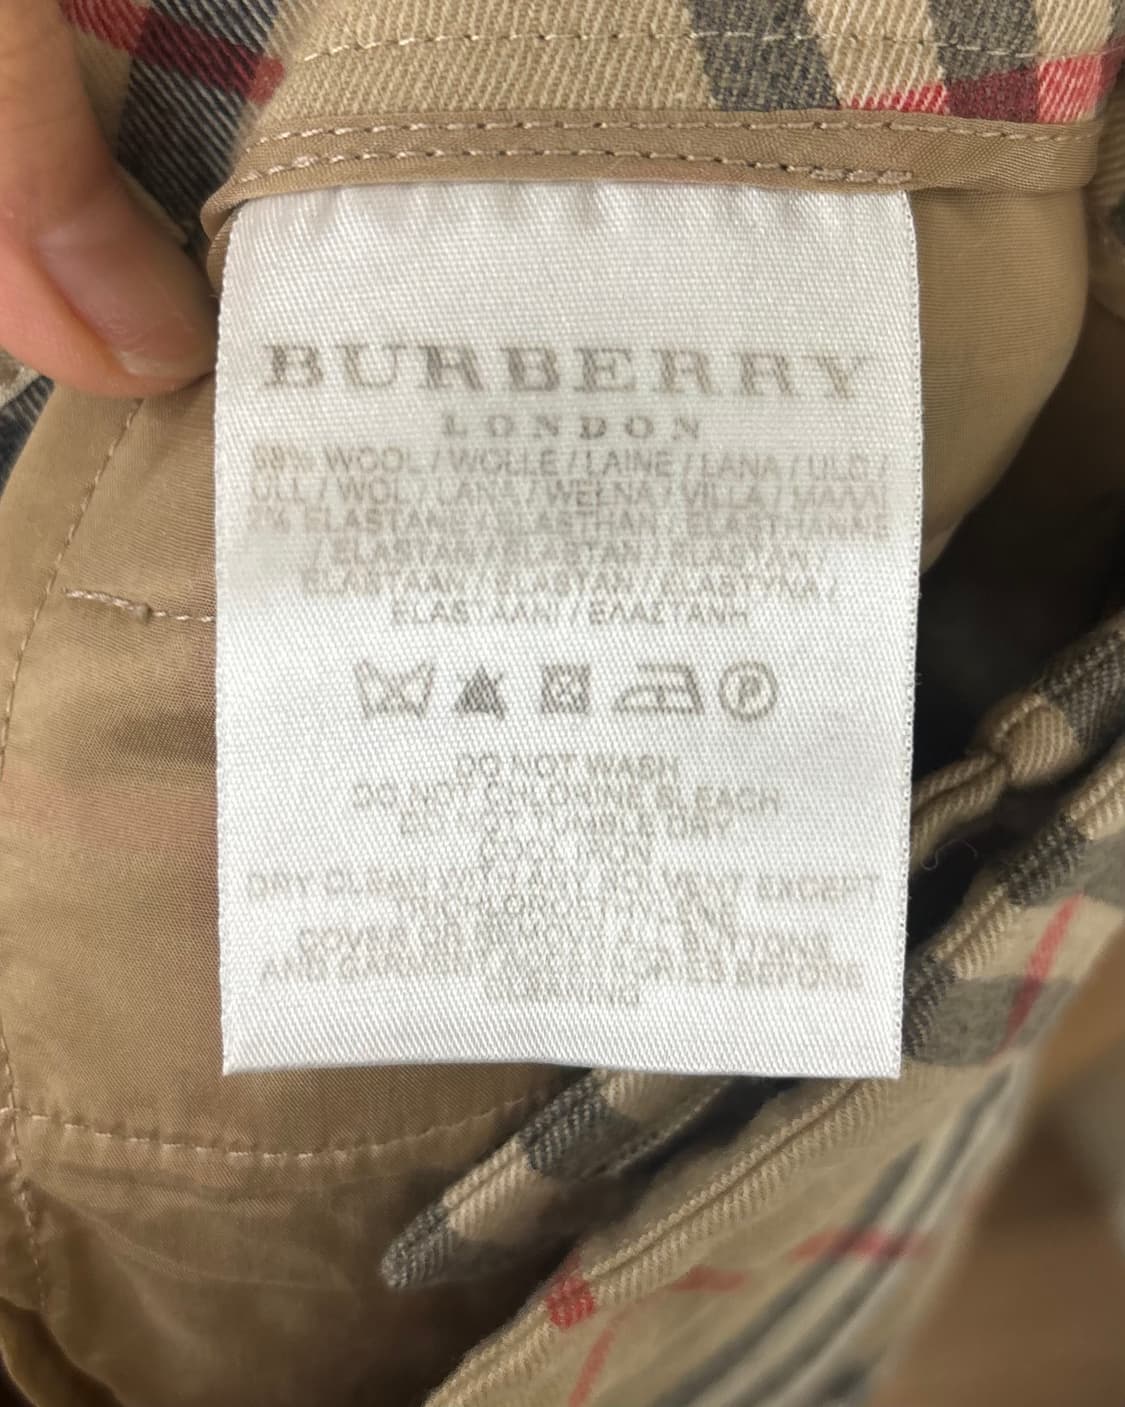 BURBERRY
LONDON
98% WOOL / WOLLE / LAINE / LANA / ULD /
ULL / WOL / LANA / WEŁNA / VILLA / ΜΑΛΛΙ
2% ELASTANE / ELASTHAN / ELASTHANNE
/ ELASTAN / ELASTAN / ELASTAN /
ELASTAAN / ELASTAN / ELASTYNA /
ELASTAANI / ΕΛΑΣΤΑΝΗ
P
DO NOT WASH
DO NOT CHLORINE BLEACH
DO NOT TUMBLE DRY
COOL IRON
DRY CLEAN WITH ANY SOLVENT EXCEPT
TRICHLOROETHYLENE
COVER OR REMOVE ALL BUTTONS
AND GARMENT ACCESSORIES BEFORE
CLEANING